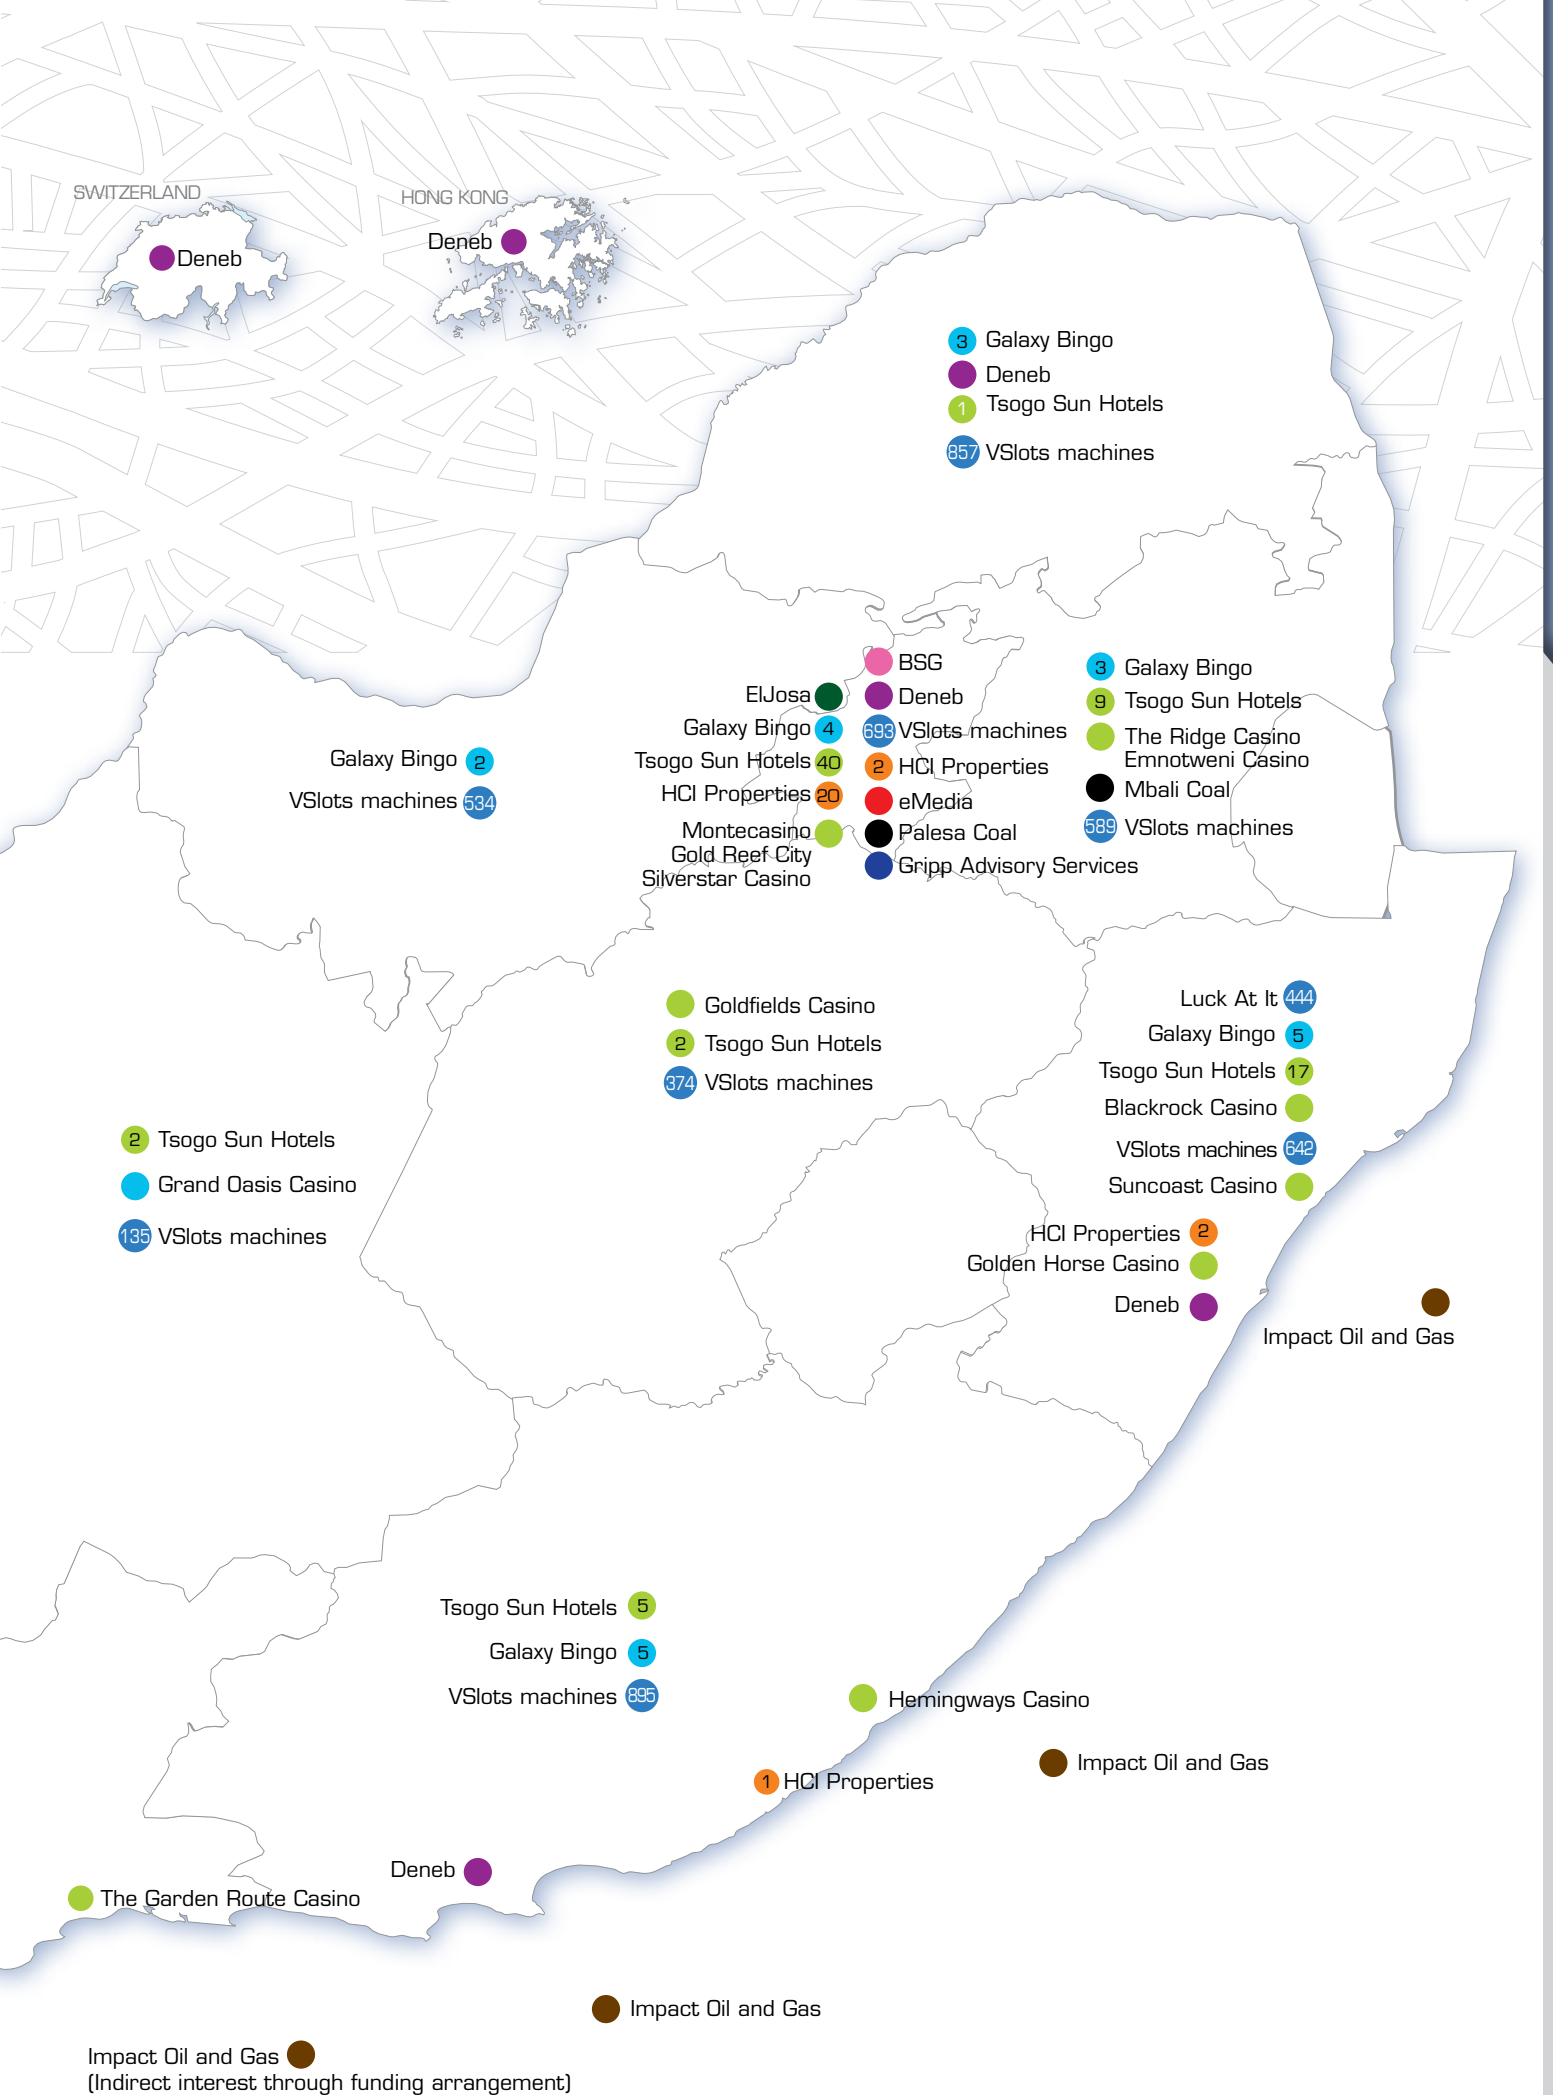 SWITZERLAND
Deneb
HONG KONG
Deneb
3 Galaxy Bingo
Deneb
1 Tsogo Sun Hotels
857 VSlots machines
Galaxy Bingo 2
VSlots machines 534
ElJosa
Galaxy Bingo 4
Tsogo Sun Hotels 40
HCI Properties 20
Montecasino
Gold Reef City
Silverstar Casino
BSG
Deneb
693 VSlots machines
2 HCI Properties
eMedia
Palesa Coal
Gripp Advisory Services
3 Galaxy Bingo
9 Tsogo Sun Hotels
The Ridge Casino
Emnotweni Casino
Mbali Coal
589 VSlots machines
Goldfields Casino
2 Tsogo Sun Hotels
374 VSlots machines
Luck At It 444
Galaxy Bingo 5
Tsogo Sun Hotels 17
Blackrock Casino
VSlots machines 642
Suncoast Casino
HCI Properties 2
Golden Horse Casino
Deneb
2 Tsogo Sun Hotels
Grand Oasis Casino
135 VSlots machines
Impact Oil and Gas
Tsogo Sun Hotels 5
Galaxy Bingo 5
VSlots machines 895
Hemingways Casino
Impact Oil and Gas
1 HCI Properties
Deneb
The Garden Route Casino
Impact Oil and Gas
Impact Oil and Gas
(Indirect interest through funding arrangement)